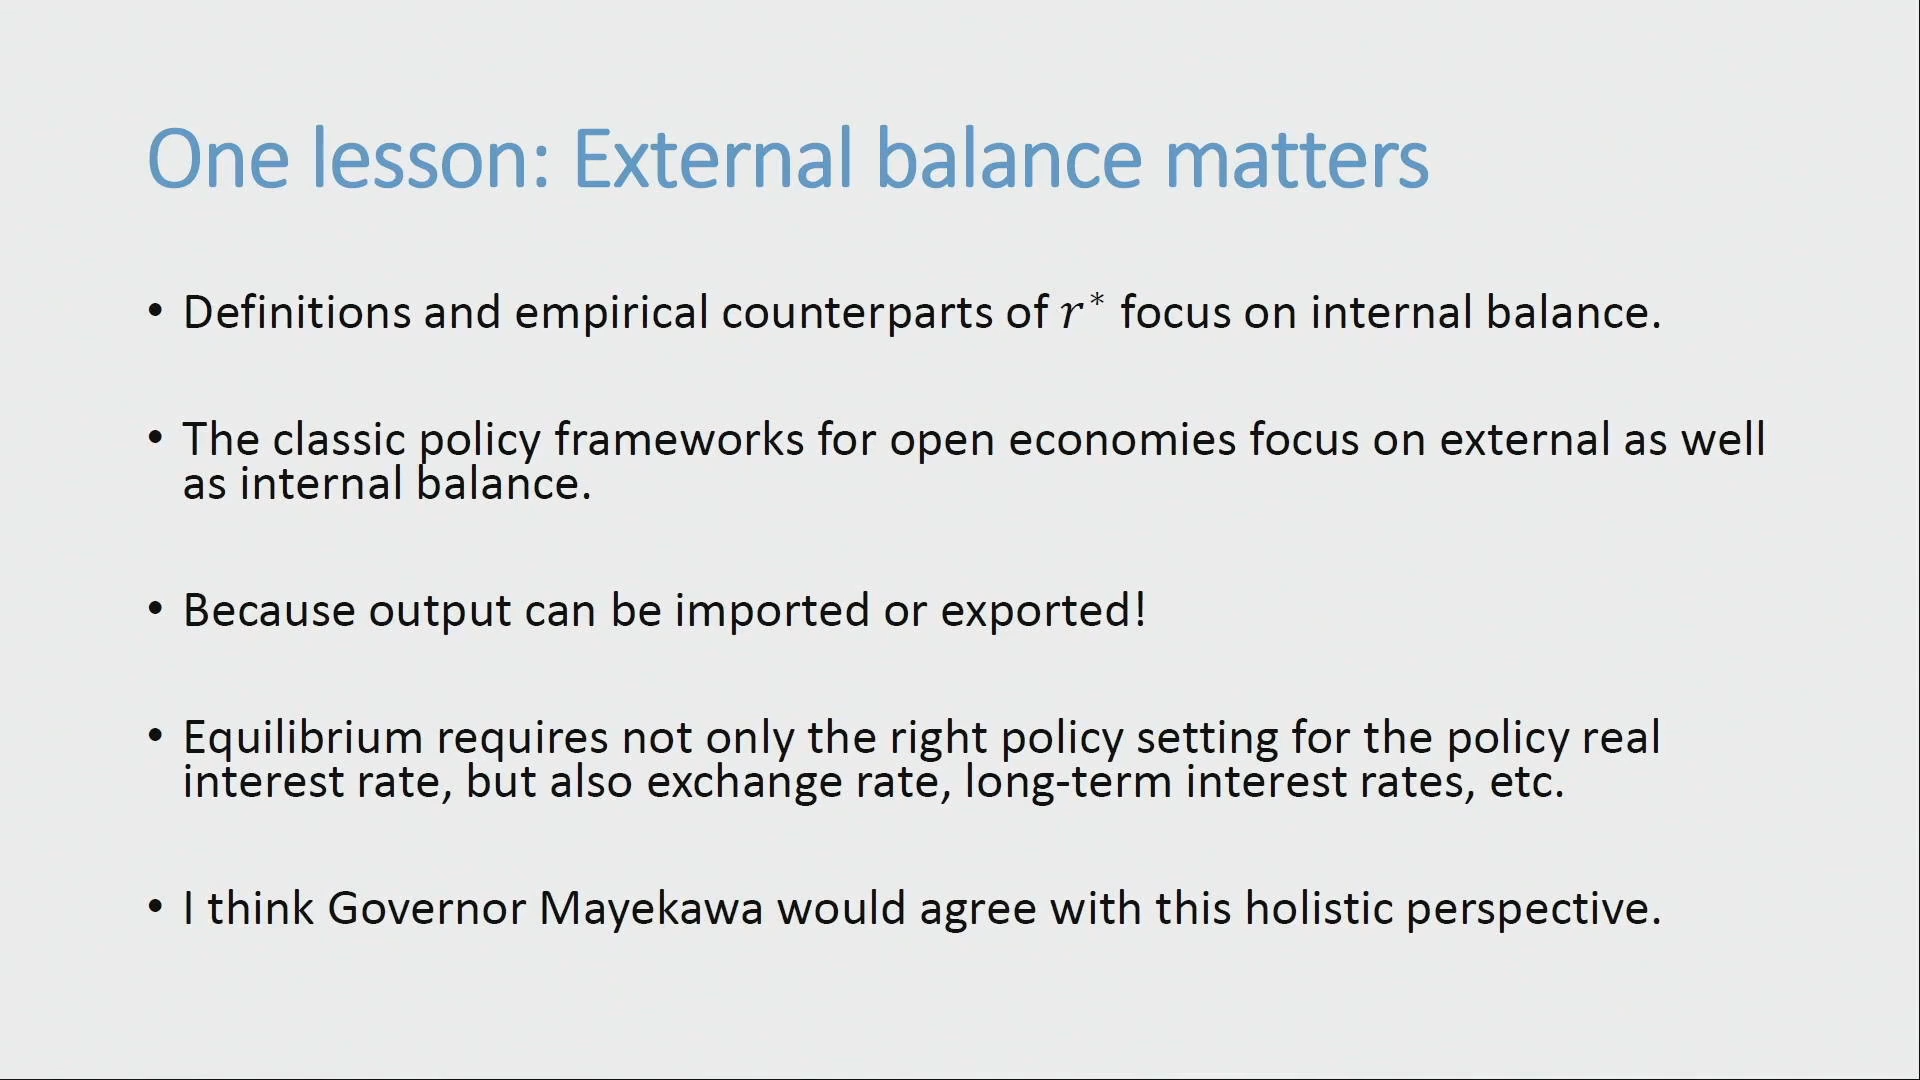 One lesson: External balance matters
• Definitions and empirical counterparts of r* focus on internal balance.
• The classic policy frameworks for open economies focus on external as well
as internal balance.
• Because output can be imported or exported!
• Equilibrium requires not only the right policy setting for the policy real
interest rate, but also exchange rate, long-term interest rates, etc.
• I think Governor Mayekawa would agree with this holistic perspective.